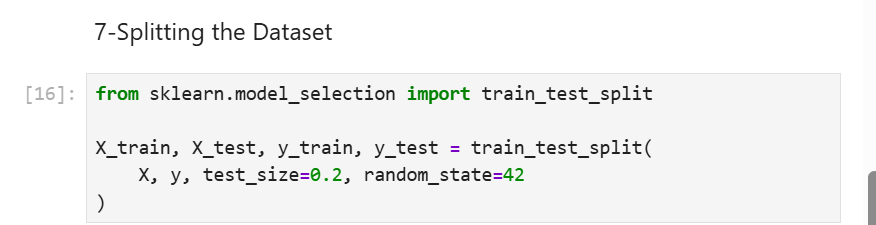 7-Splitting the Dataset
[16]: from sklearn.model_selection import train_test_split
X_train, X_test, y_train, y_test = train_test_split(
    X, y, test_size=0.2, random_state=42
)